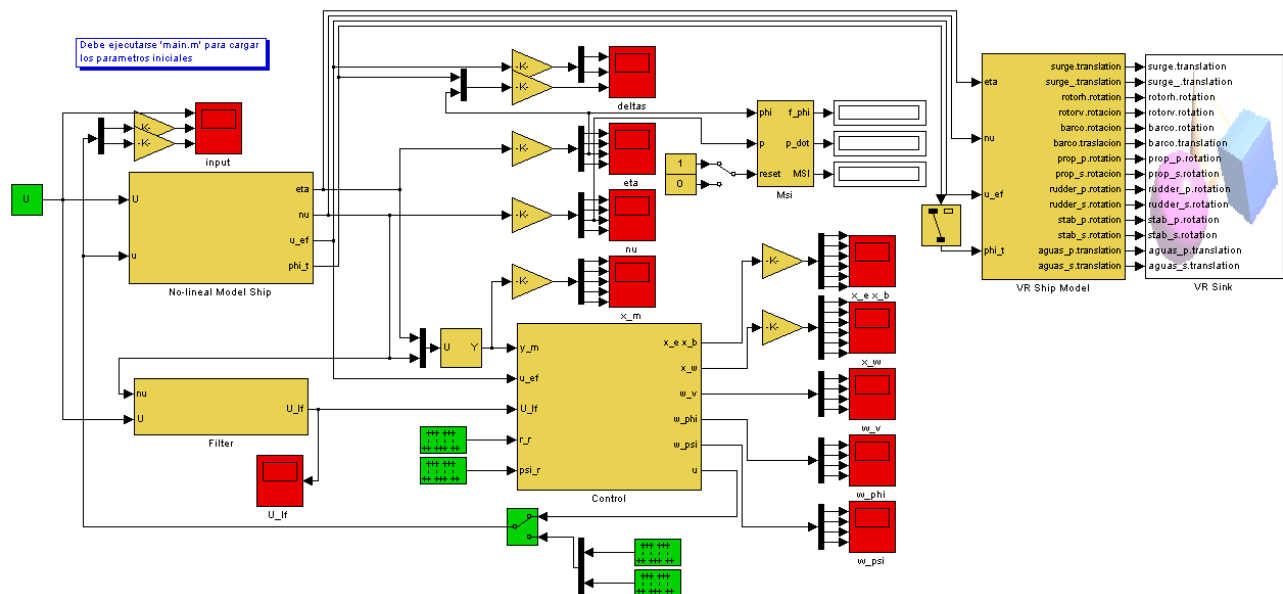 Debe ejecutarse 'main.m' para cargar
los parametros iniciales
-K-
-K-
input
U
U
u
eta
nu
u_ef
phi_t
No-lineal Model Ship
-K-
-K-
deltas
-K-
eta
-K-
nu
-K-
x_m
phi
p
reset
f_phi
p_dot
MSI
Msi
1
0
eta
nu
u_ef
phi_t
surge.translation
surge_.translation
rotorh.rotation
rotorv.rotation
barco.rotacion
barco.traslacion
prop_p.rotacion
prop_s.rotacion
rudder_p.rotation
rudder_s.rotation
stab_p.rotation
stab_s.rotation
aguas_p.translation
aguas_s.translation
VR Ship Model
surge.translation
surge_.translation
rotorh.rotation
rotorv.rotation
barco.rotation
barco.translation
prop_p.rotation
prop_s.rotation
rudder_p.rotation
rudder_s.rotation
stab_p.rotation
stab_s.rotation
aguas_p.translation
aguas_s.translation
VR Sink
U
Y
nu
U
U_lf
Filter
U_lf
y_m
u_ef
U_lf
r_r
psi_r
x_e x_b
x_w
w_v
w_phi
w_psi
u
Control
-K-
x_e x_b
-K-
x_w
w_v
w_phi
w_psi